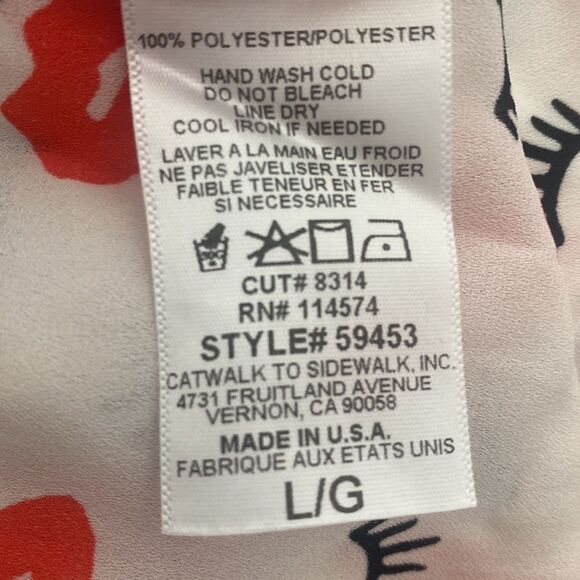 100% POLYESTER/POLYESTER
HAND WASH COLD
DO NOT BLEACH
LINE DRY
COOL IRON IF NEEDED
LAVER A LA MAIN EAU FROID
NE PAS JAVELISER ETENDER
FAIBLE TENEUR EN FER
SI NECESSAIRE
CUT# 8314
RN# 114574
STYLE# 59453
CATWALK TO SIDEWALK, INC.
4731 FRUITLAND AVENUE
VERNON, CA 90058
MADE IN U.S.A.
FABRIQUE AUX ETATS UNIS
L/G